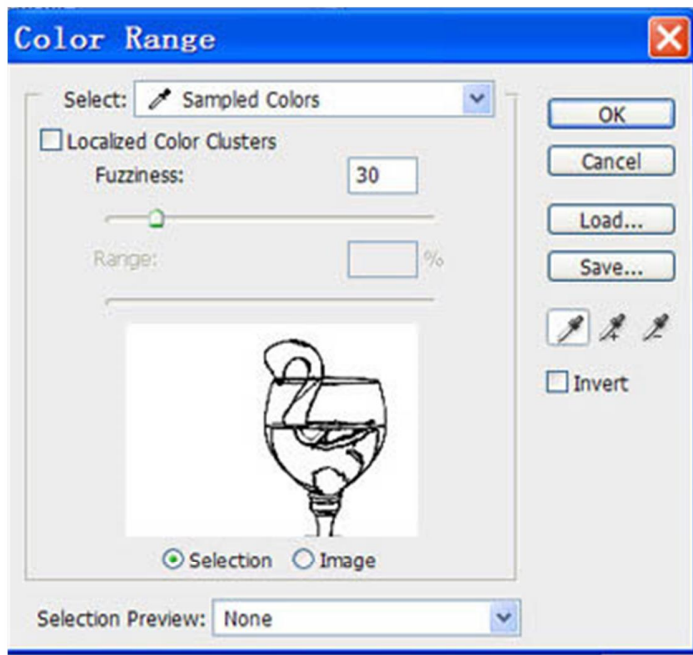 Color Range
Select: Sampled Colors
OK
Localized Color Clusters
Cancel
Fuzziness: 30
Load...
Range: %
Save...
Invert
Selection Image
Selection Preview: None